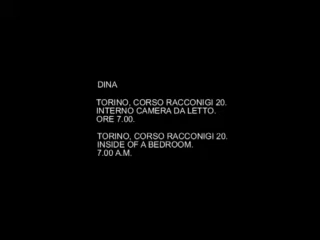 DINA
TORINO, CORSO RACCONIGI 20.
INTERNO CAMERA DA LETTO.
ORE 7.00.
TORINO, CORSO RACCONIGI 20.
INSIDE OF A BEDROOM.
7.00 A.M.